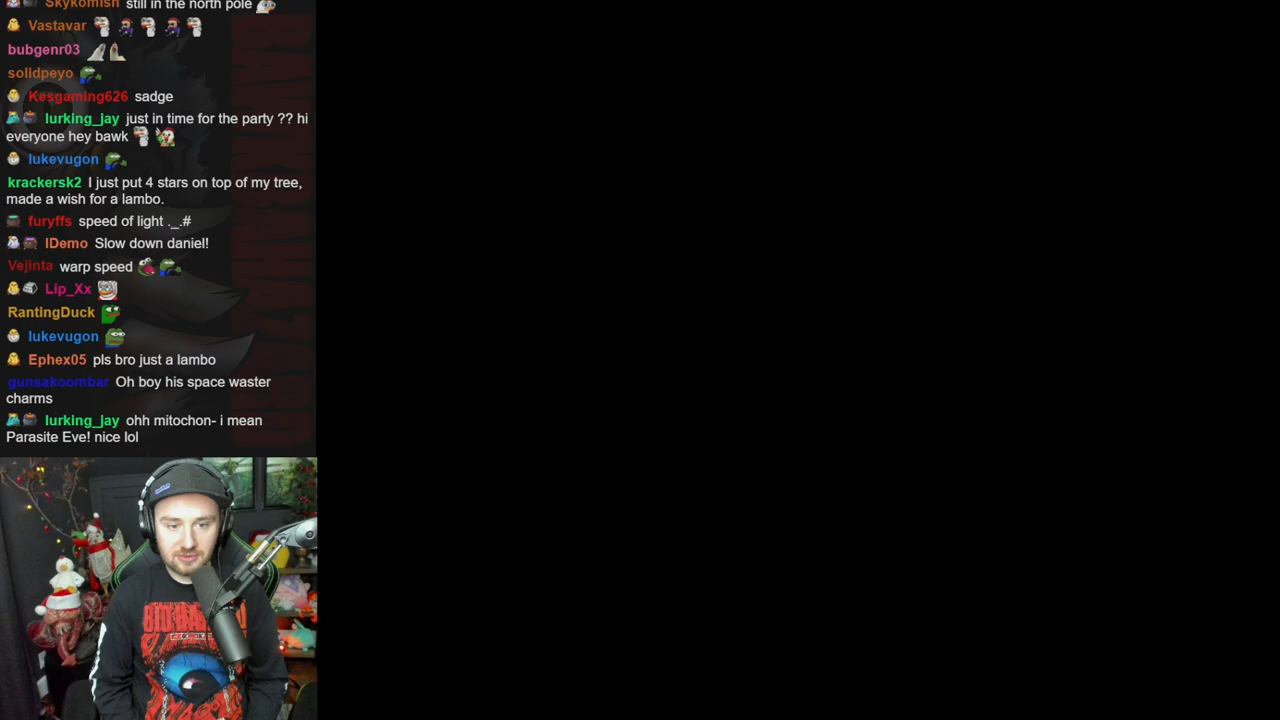 Skykomish still in the north pole
Vastavar
bubgenr03
solidpeyo
Kesgaming626 sadge
lurking_jay just in time for the party ?? hi
everyone hey bawk
lukevugon
krackersk2 I just put 4 stars on top of my tree,
made a wish for a lambo.
furyffs speed of light ._.#
IDemo Slow down daniel!
Vejinta warp speed
Lip_Xx
RantingDuck
lukevugon
Ephex05 pls bro just a lambo
gunsakoombar Oh boy his space waster
charms
lurking_jay ohh mitochon- i mean
Parasite Eve! nice lol